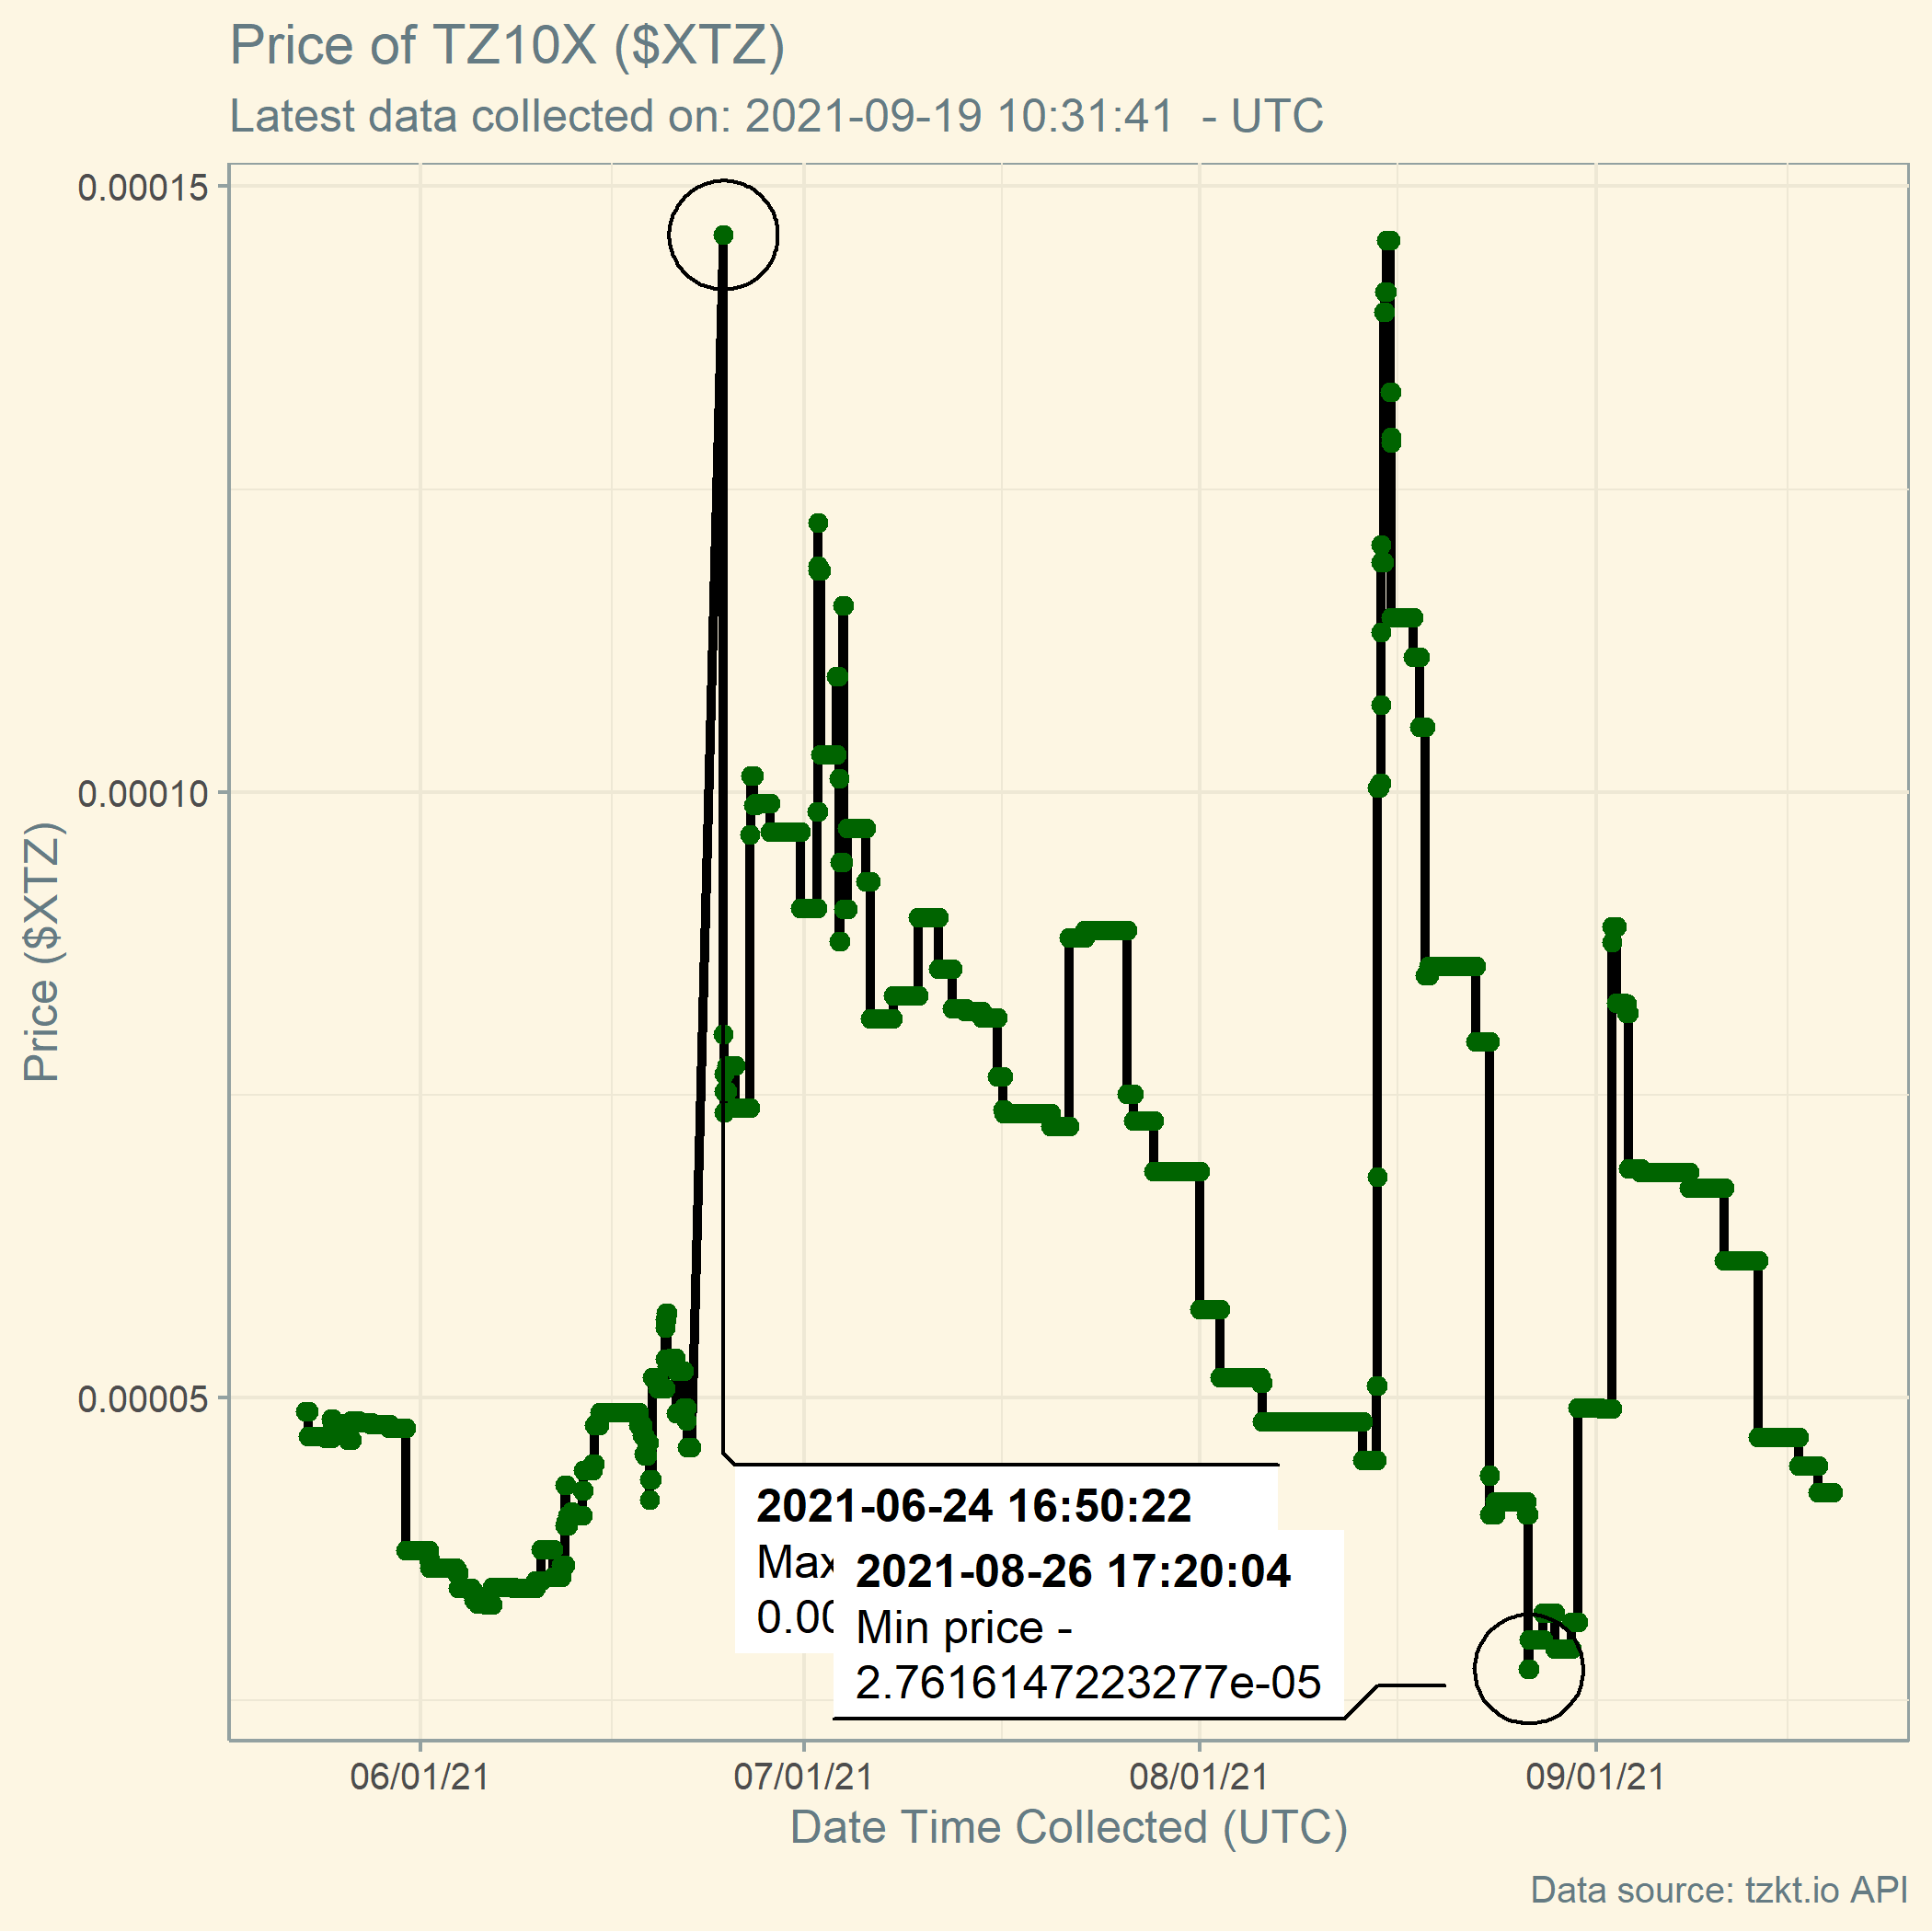 Price of TZ10X ($XTZ)
Latest data collected on: 2021-09-19 10:31:41 - UTC
0.00015
0.00010
0.00005
Price ($XTZ)
2021-06-24 16:50:22
Max
0.00
2021-08-26 17:20:04
Min price -
2.7616147223277e-05
06/01/21
07/01/21
08/01/21
09/01/21
Date Time Collected (UTC)
Data source: tzkt.io API